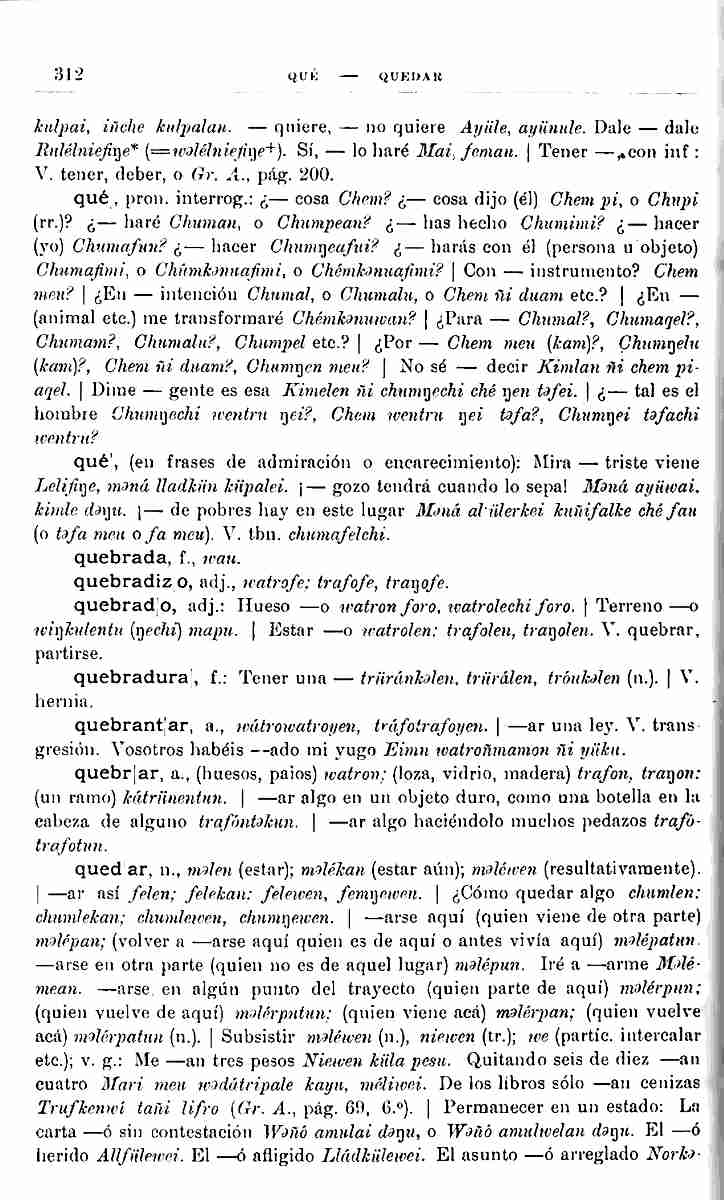 312 QUÉ — QUEDAR
kulpai, iñche kulpalan. — quiere, — no quiere Ayüle, ayünule. Dale — dale
Rulélniefiŋe* (=wəlélniefiŋe+). Sí, — lo haré Mai, feman. | Tener — con inf:
V. tener, deber, o Gr. A., pág. 200.
qué, pron. interrog.: ¿— cosa Chem? ¿— cosa dijo (él) Chem pi, o Chupi
(rr.)? ¿— haré Chuman, o Chumpean? ¿— has hecho Chumimi? ¿— hacer
(yo) Chumafun? ¿— hacer Chumŋeafui? ¿— harás con él (persona u objeto)
Chumafimi, o Chúmkənuafimi, o Chémkənuafimi? | Con — instrumento? Chem
meu? | ¿En — intención Chumal, o Chumalu, o Chem ñi duam etc.? | ¿En —
(animal etc.) me transformaré Chémkənuwan? | ¿Para — Chumal?, Chumaqel?,
Chumam?, Chumalu?, Chumpel etc.? | ¿Por — Chem meu (kam)?, Chumŋelu
(kam)?, Chem ñi duam?, Chumŋen meu? | No sé — decir Kimlan ñi chem pi-
aqel. | Dime — gente es esa Kimelen ñi chumŋechi ché ŋen təfei. | ¿— tal es el
hombre Chumŋechi wentru ŋei?, Chem wentru ŋei təfa?, Chumŋei təfachi
wentru?
qué', (en frases de admiración o encarecimiento): Mira — triste viene
Lelifiŋe, məná lladkün küpalei. ¡— gozo tendrá cuando lo sepa! Məná ayüwai,
kimle dəŋu. ¡— de pobres hay en este lugar Məná al·ülerkei kuñifalke ché fau
(o təfa meu o fa meu). V. tbn. chumafelchi.
quebrada, f., wau.
quebradiz|o, adj., watrofe; trafofe, traŋofe.
quebrad|o, adj.: Hueso —o watron foro, watrolechi foro. | Terreno —o
wiŋkulentu (ŋechi) mapu. | Estar —o watrolen; trafolen, traŋolen. V. quebrar,
partirse.
quebradura|, f.: Tener una — trüránkəlen, trürálen, trónkəlen (n.). | V.
hernia.
quebrant|ar, a., wátrowatroyen, tráfotrafoyen. | —ar una ley. V. trans-
gresión. Vosotros habéis —ado mi yugo Eimn watroñmamon ñi yüku.
quebr|ar, a., (huesos, palos) watron; (loza, vidrio, madera) trafon, traŋon;
(un ramo) kátrünentun. | —ar algo en un objeto duro, como una botella en la
cabeza de alguno trafóntəkun. | —ar algo haciéndolo muchos pedazos trafó-
trafotun.
qued|ar, n., məlen (estar); məlékan (estar aún); məléwen (resultativamente).
| —ar así felen; felekan; felewen, femŋewen. | ¿Cómo quedar algo chumlen;
chumlekan; chumlewen, chumŋewen. | —arse aquí (quien viene de otra parte)
məlépan; (volver a —arse aquí quien es de aquí o antes vivía aquí) məlépatun.
—arse en otra parte (quien no es de aquel lugar) məlépun. Iré a —arme Məlé-
mean. —arse en algún punto del trayecto (quien parte de aquí) məlérpun;
(quien vuelve de aquí) məlérputun; (quien viene acá) məlérpan; (quien vuelve
acá) məlérpatun (n.). | Subsistir məléwen (n.), niewen (tr.); we (partíc. intercalar
etc.); v. g.: Me —an tres pesos Niewen küla pesu. Quitando seis de diez —an
cuatro Mari meu wədátripale kayu, méliwei. De los libros sólo —an cenizas
Trufkenwi tañi lifro (Gr. A., pág. 69, 6.º). | Permanecer en un estado: La
carta —ó sin contestación Wəñó amulai dəŋu, o Wəñó amulwelan dəŋu. El —ó
herido Allfülewei. El —ó afligido Lládkülewei. El asunto —ó arreglado Norkə-